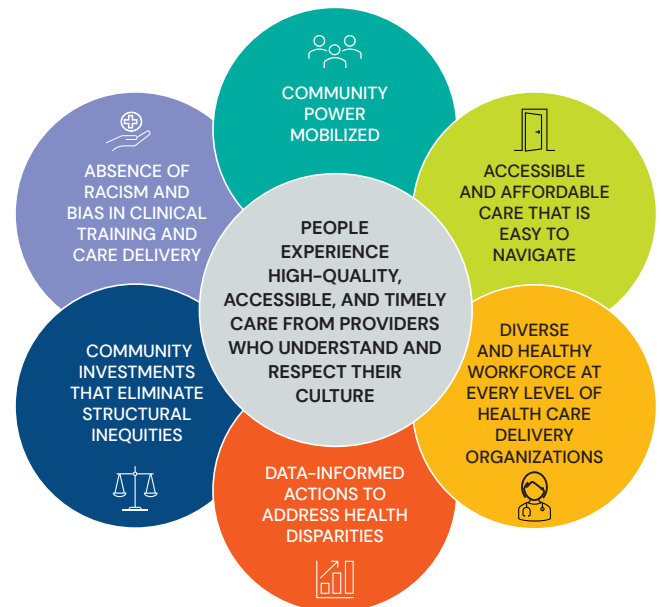 COMMUNITY
POWER
MOBILIZED
ACCESSIBLE
AND AFFORDABLE
CARE THAT IS
EASY TO
NAVIGATE
DIVERSE
AND HEALTHY
WORKFORCE AT
EVERY LEVEL OF
HEALTH CARE
DELIVERY
ORGANIZATIONS
DATA-INFORMED
ACTIONS TO
ADDRESS HEALTH
DISPARITIES
COMMUNITY
INVESTMENTS
THAT ELIMINATE
STRUCTURAL
INEQUITIES
ABSENCE OF
RACISM AND
BIAS IN CLINICAL
TRAINING AND
CARE DELIVERY
PEOPLE
EXPERIENCE
HIGH-QUALITY,
ACCESSIBLE, AND TIMELY
CARE FROM PROVIDERS
WHO UNDERSTAND AND
RESPECT THEIR
CULTURE